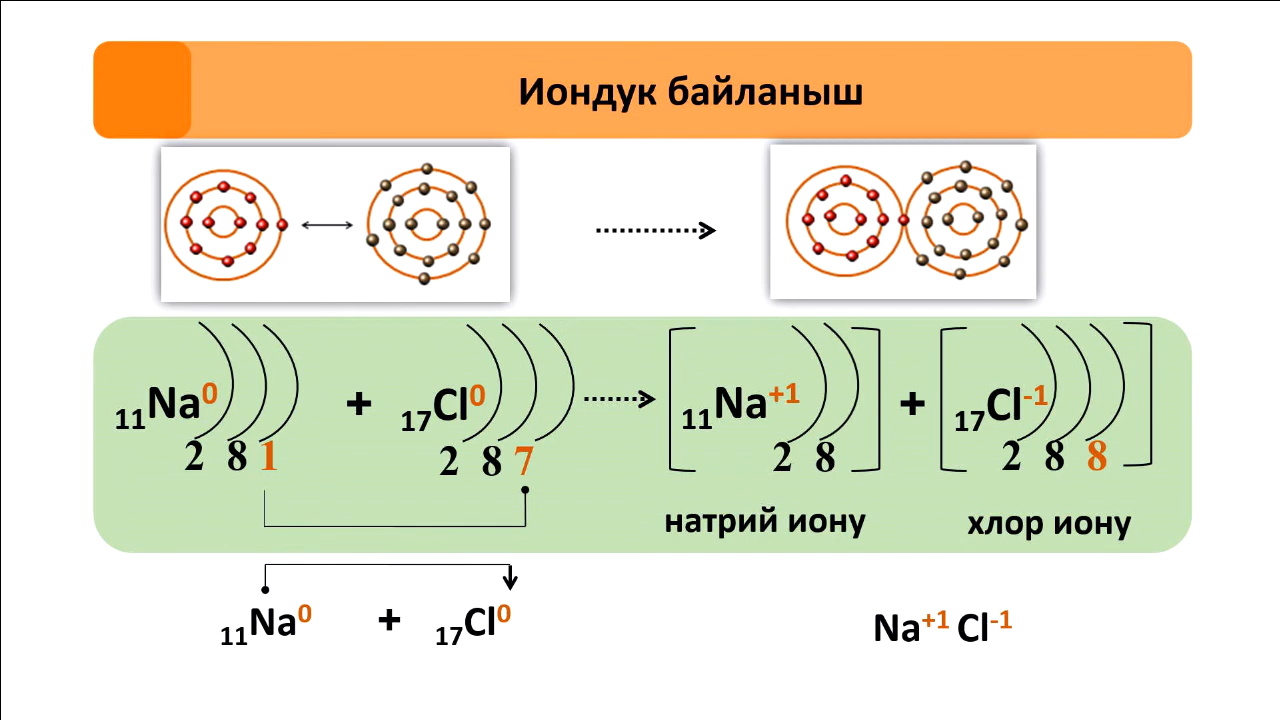 Иондук байланыш
₁₁Na⁰ + ₁₇Cl⁰ ₁₁Na⁺¹ + ₁₇Cl⁻¹
2 8 1 2 8 7 2 8 2 8 8
натрий иону хлор иону
₁₁Na⁰ + ₁₇Cl⁰ Na⁺¹ Cl⁻¹